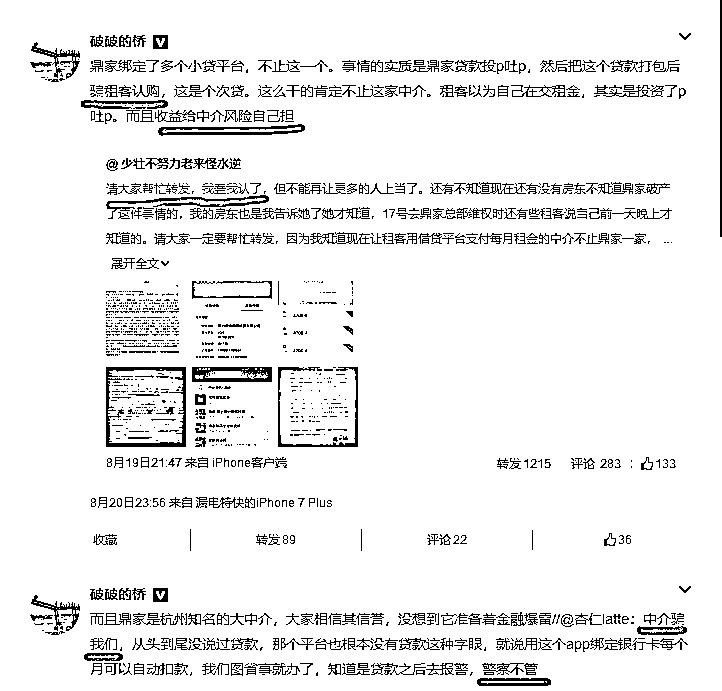 破破的桥
鼎家绑定了多个小贷平台，不止这一个。事情的实质是鼎家贷款投p吐p，然后把这个贷款打包后
骗租客认购，这是个次贷。这么干的肯定不止这家中介。租客以为自己在交租金，其实是投资了p
吐p。而且收益给中介风险自己担
@少壮不努力老来怪水逆
请大家帮忙转发，我歪我认了，但不能再让更多的人上当了。还有不知道现在还有没有房东不知道鼎家破产
了这件事情的，我的房东也是我告诉她了她才知道，17号去鼎家总部维权时还有些租客说自己前一天晚上才
知道的。请大家一定要帮忙转发，因为我知道现在让租客用借贷平台支付每月租金的中介不止鼎家一家， ...
展开全文
8月19日21:47 来自 iPhone客户端
转发 1215 评论 283 133
8月20日23:56 来自 漏电特快的iPhone 7 Plus
收藏 转发 89 评论 22 36
破破的桥
而且鼎家是杭州知名的大中介，大家相信其信誉，没想到它准备着金融爆雷//@杏仁latte：中介骗
我们，从头到尾没说过贷款，那个平台也根本没有贷款这种字眼，就说用这个app绑定银行卡每个
月可以自动扣款，我们图省事就办了，知道是贷款之后去报警，警察不管